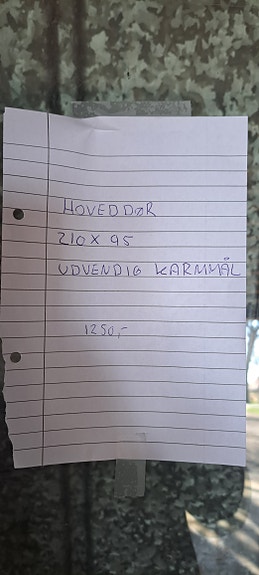 HOVEDDØR
210 X 95
UDVENDIG KARMMÅL
1250,-